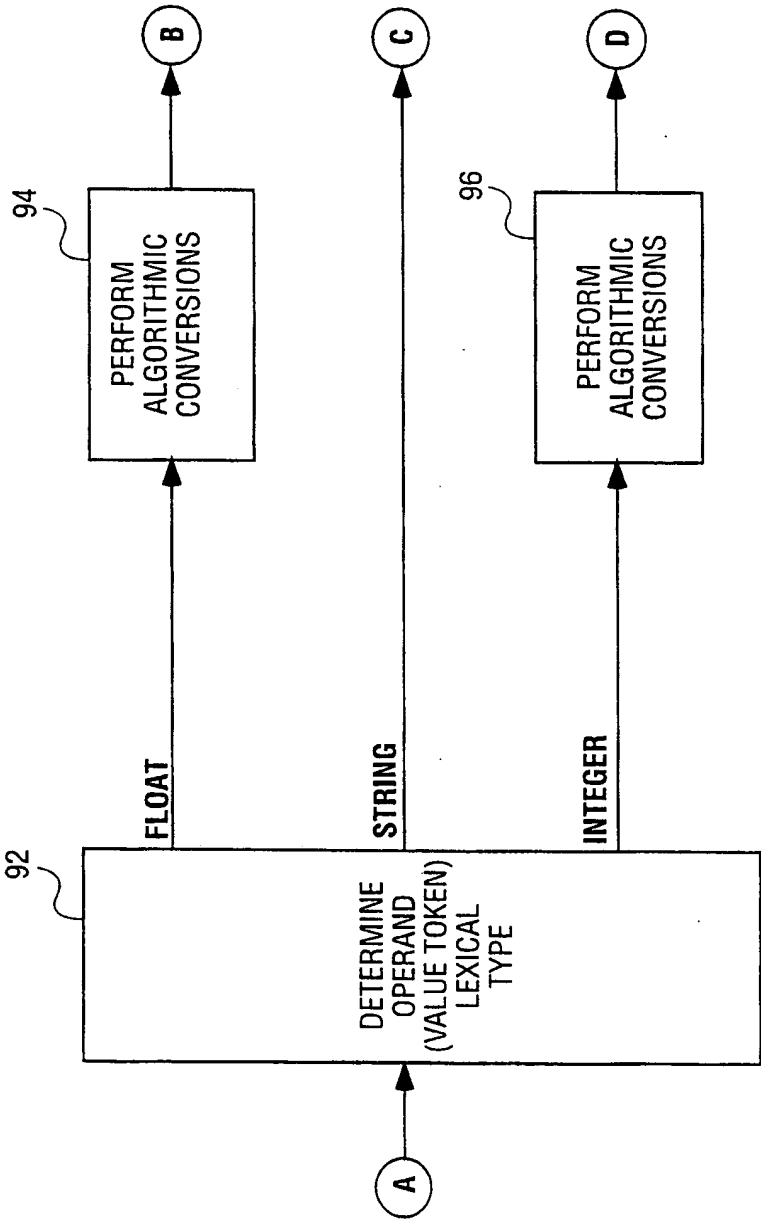 A
92
DETERMINE
OPERAND
(VALUE TOKEN)
LEXICAL
TYPE
FLOAT
94
PERFORM
ALGORITHMIC
CONVERSIONS
B
STRING
C
INTEGER
96
PERFORM
ALGORITHMIC
CONVERSIONS
D